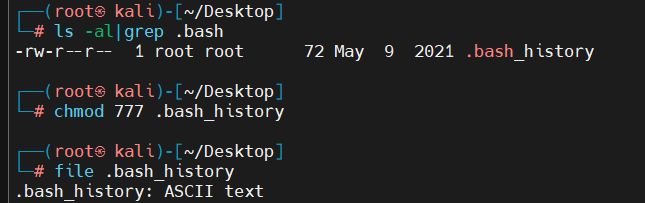 ┌──(root㉿ kali)-[~/Desktop]
└─# ls -al|grep .bash
-rw-r--r--  1 root root      72 May  9  2021 .bash_history
┌──(root㉿ kali)-[~/Desktop]
└─# chmod 777 .bash_history
┌──(root㉿ kali)-[~/Desktop]
└─# file .bash_history
.bash_history: ASCII text